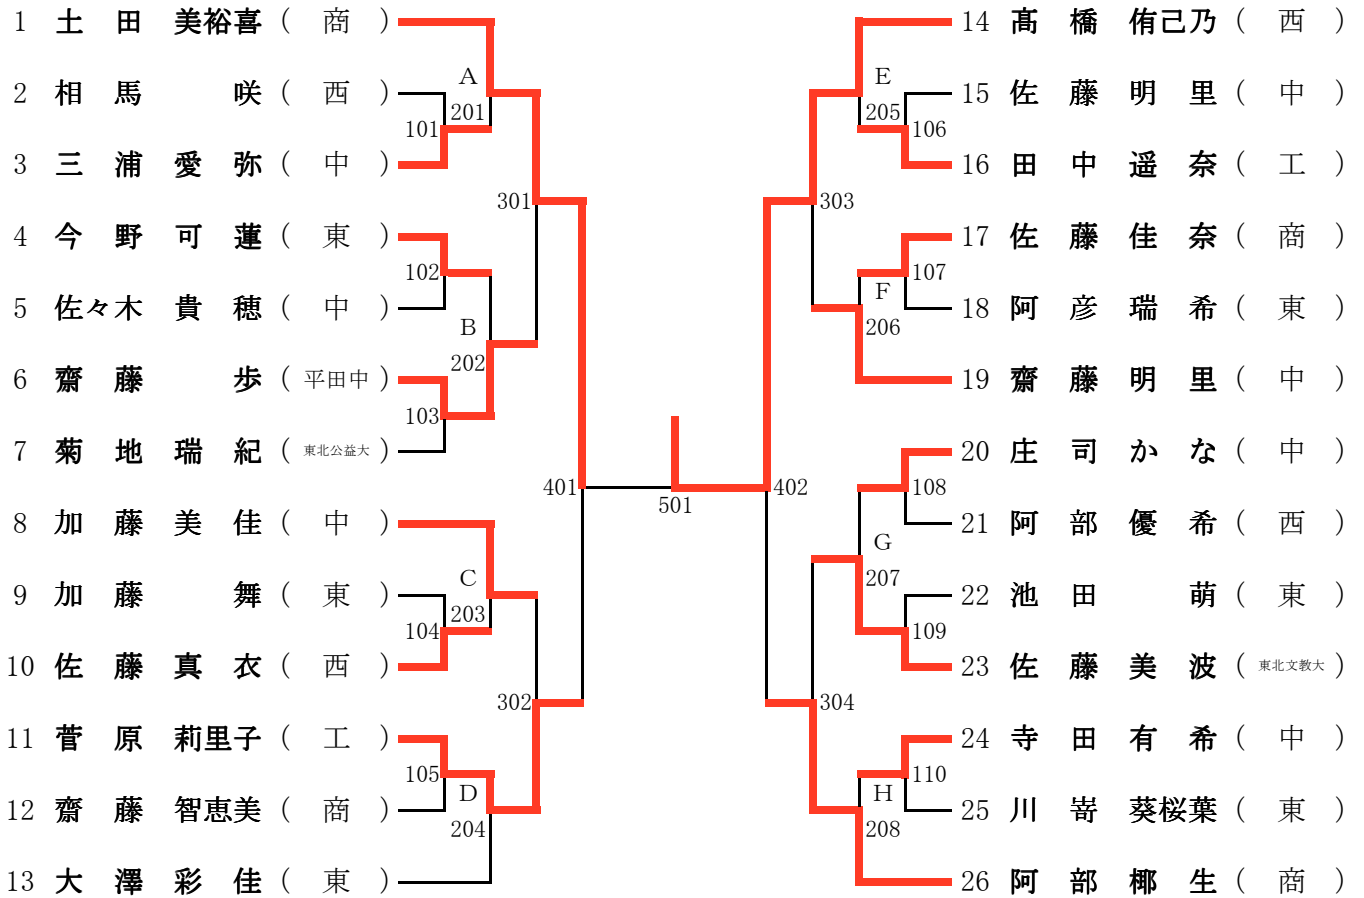 1 土田 美裕喜 ( 商 )
2 相馬 咲 ( 西 )
3 三浦 愛弥 ( 中 )
4 今野 可蓮 ( 東 )
5 佐々木 貴穂 ( 中 )
6 齋藤 歩 ( 平田中 )
7 菊地 瑞紀 ( 東北公益大 )
8 加藤 美佳 ( 中 )
9 加藤 舞 ( 東 )
10 佐藤 真衣 ( 西 )
11 菅原 莉里子 ( 工 )
12 齋藤 智恵美 ( 商 )
13 大澤 彩佳 ( 東 )
A
201
101
301
102
B
202
103
401
C
203
104
302
105
D
204
501
402
E
205
106
303
107
F
206
108
G
207
109
304
110
H
208
14 髙橋 侑己乃 ( 西 )
15 佐藤 明里 ( 中 )
16 田中 遥奈 ( 工 )
17 佐藤 佳奈 ( 商 )
18 阿彦 瑞希 ( 東 )
19 齋藤 明里 ( 中 )
20 庄司 かな ( 中 )
21 阿部 優希 ( 西 )
22 池田 萌 ( 東 )
23 佐藤 美波 ( 東北文教大 )
24 寺田 有希 ( 中 )
25 川嵜 葵桜葉 ( 東 )
26 阿部 椰生 ( 商 )